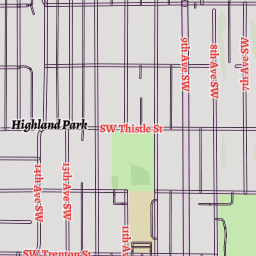 9th Ave SW
8th Ave SW
7th Ave SW
Highland Park
SW Thistle St
14th Ave SW
13th Ave SW
11th Av
SW Trenton St